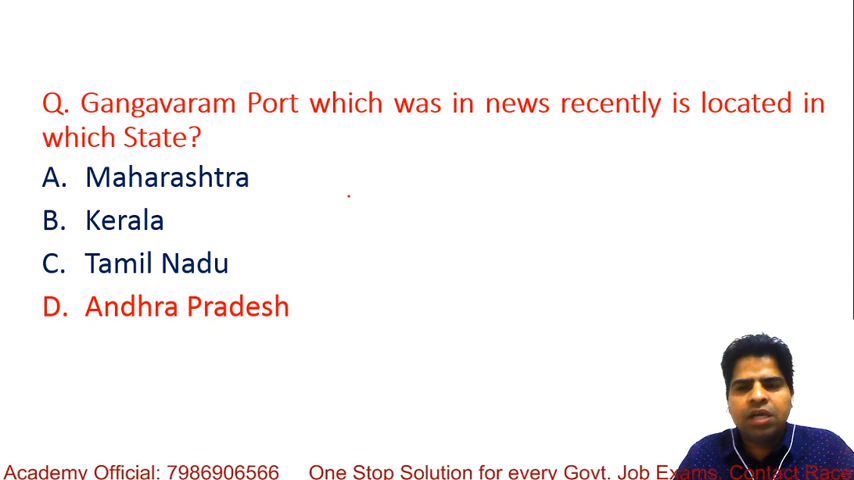 Q. Gangavaram Port which was in news recently is located in
which State?
A. Maharashtra
B. Kerala
C. Tamil Nadu
D. Andhra Pradesh
Academy Official: 7986906566 One Stop Solution for every Govt. Job Exams. Contact Race